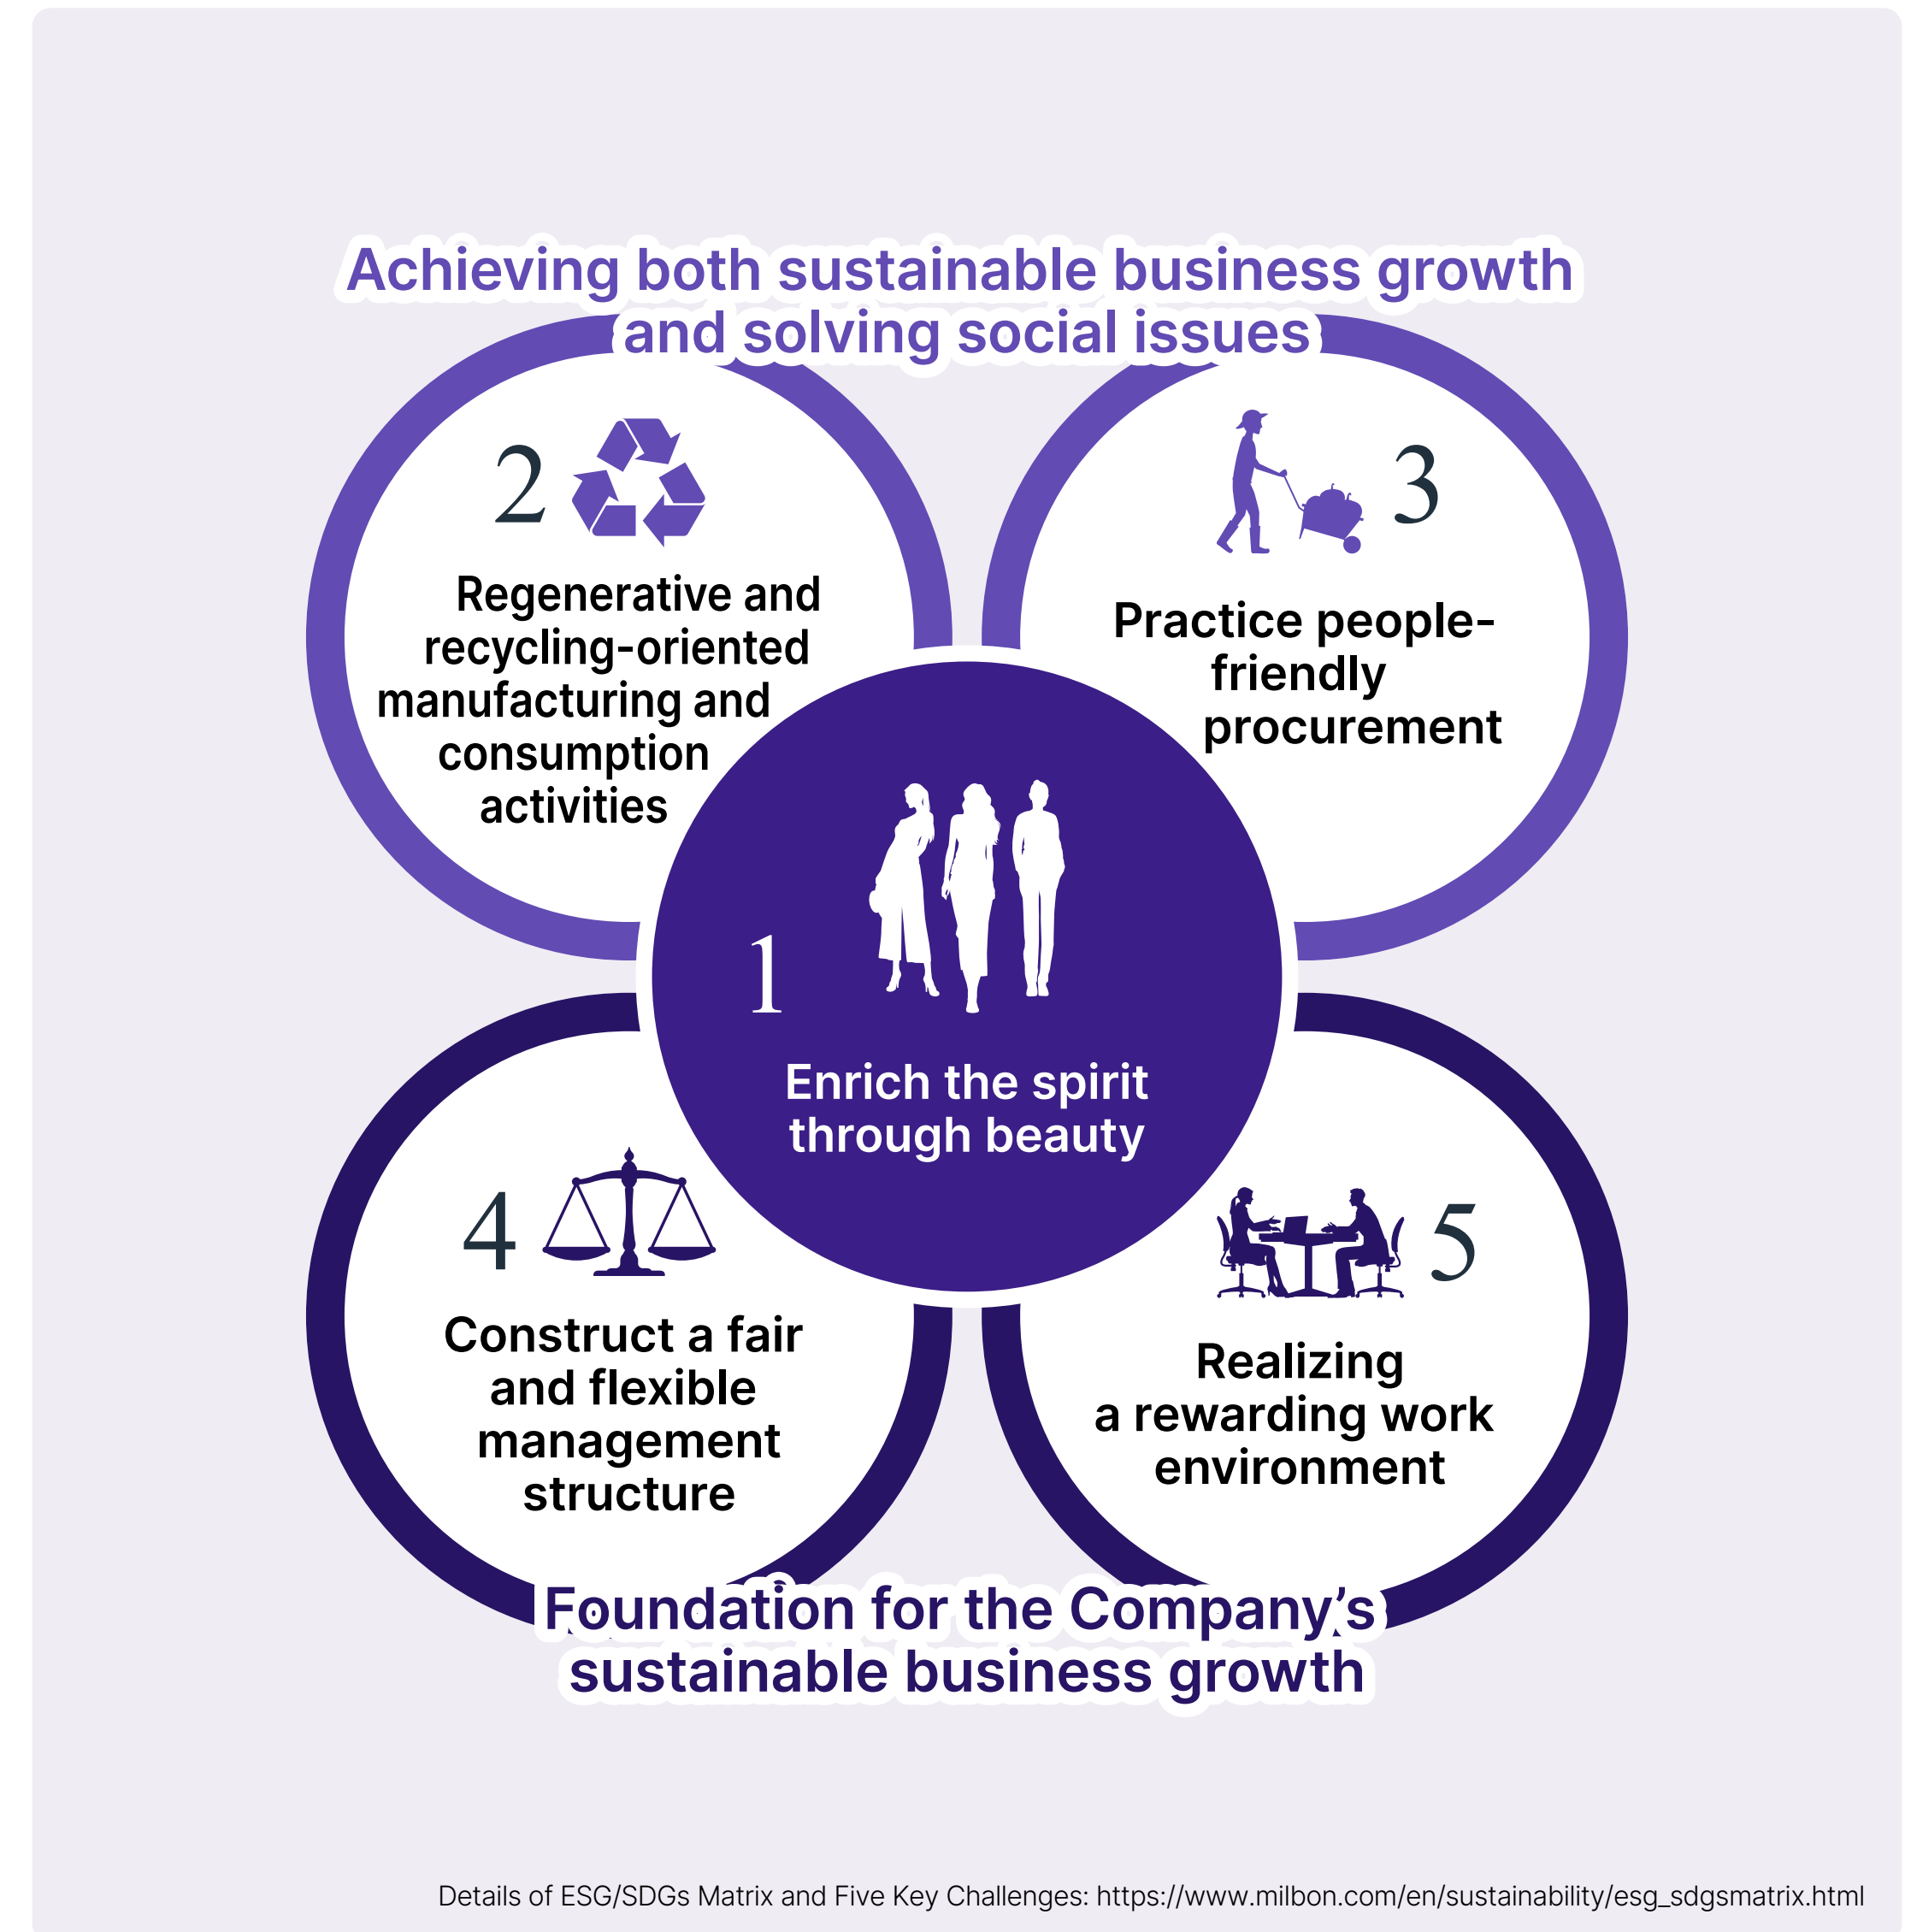 Achieving both sustainable business growth
and solving social issues
2
Regenerative and
recycling-oriented
manufacturing and
consumption
activities
3
Practice people-
friendly
procurement
1
Enrich the spirit
through beauty
4
Construct a fair
and flexible
management
structure
5
Realizing
a rewarding work
environment
Foundation for the Company’s
sustainable business growth
Details of ESG/SDGs Matrix and Five Key Challenges: https://www.milbon.com/en/sustainability/esg_sdgsmatrix.html